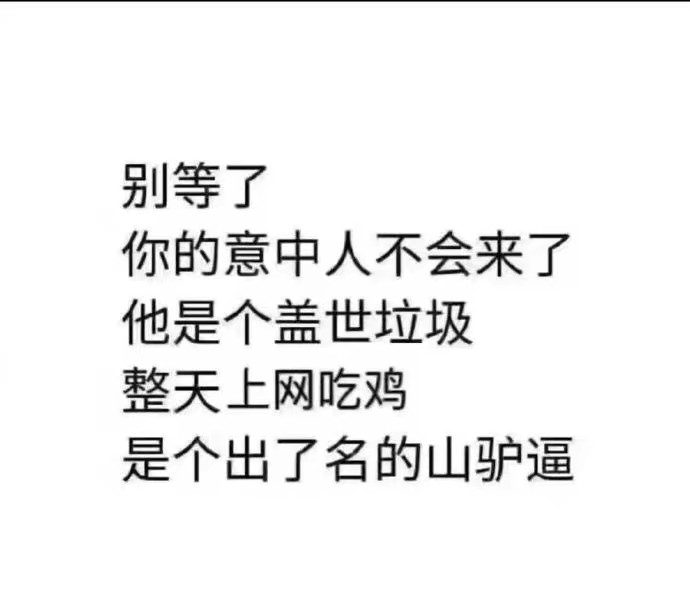 别等了
你的意中人不会来了
他是个盖世垃圾
整天上网吃鸡
是个出了名的山驴逼